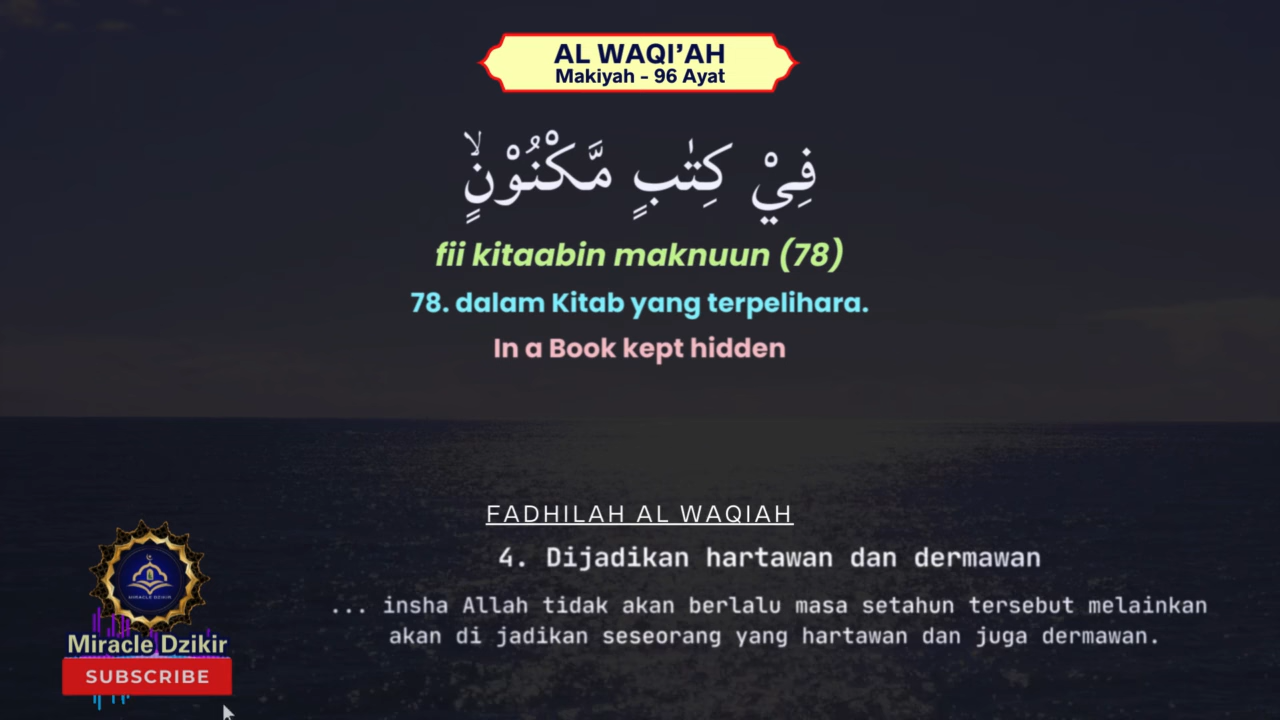 AL WAQI’AH
Makiyah - 96 Ayat
فِيْ كِتٰبٍ مَّكْنُوْنٍۙ
fii kitaabin maknuun (78)
78. dalam Kitab yang terpelihara.
In a Book kept hidden
FADHILAH AL WAQIAH
4. Dijadikan hartawan dan dermawan
... insha Allah tidak akan berlalu masa setahun tersebut melainkan
akan di jadikan seseorang yang hartawan dan juga dermawan.
MIRACLE DZIKIR
Miracle Dzikir
SUBSCRIBE